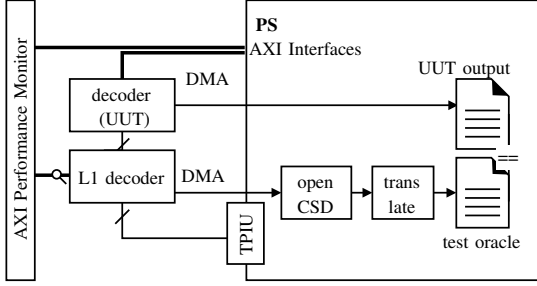 PS
AXI Interfaces
AXI Performance Monitor
DMA
UUT output
decoder
(UUT)
==
L1 decoder
DMA
open
CSD
trans
late
TPIU
test oracle